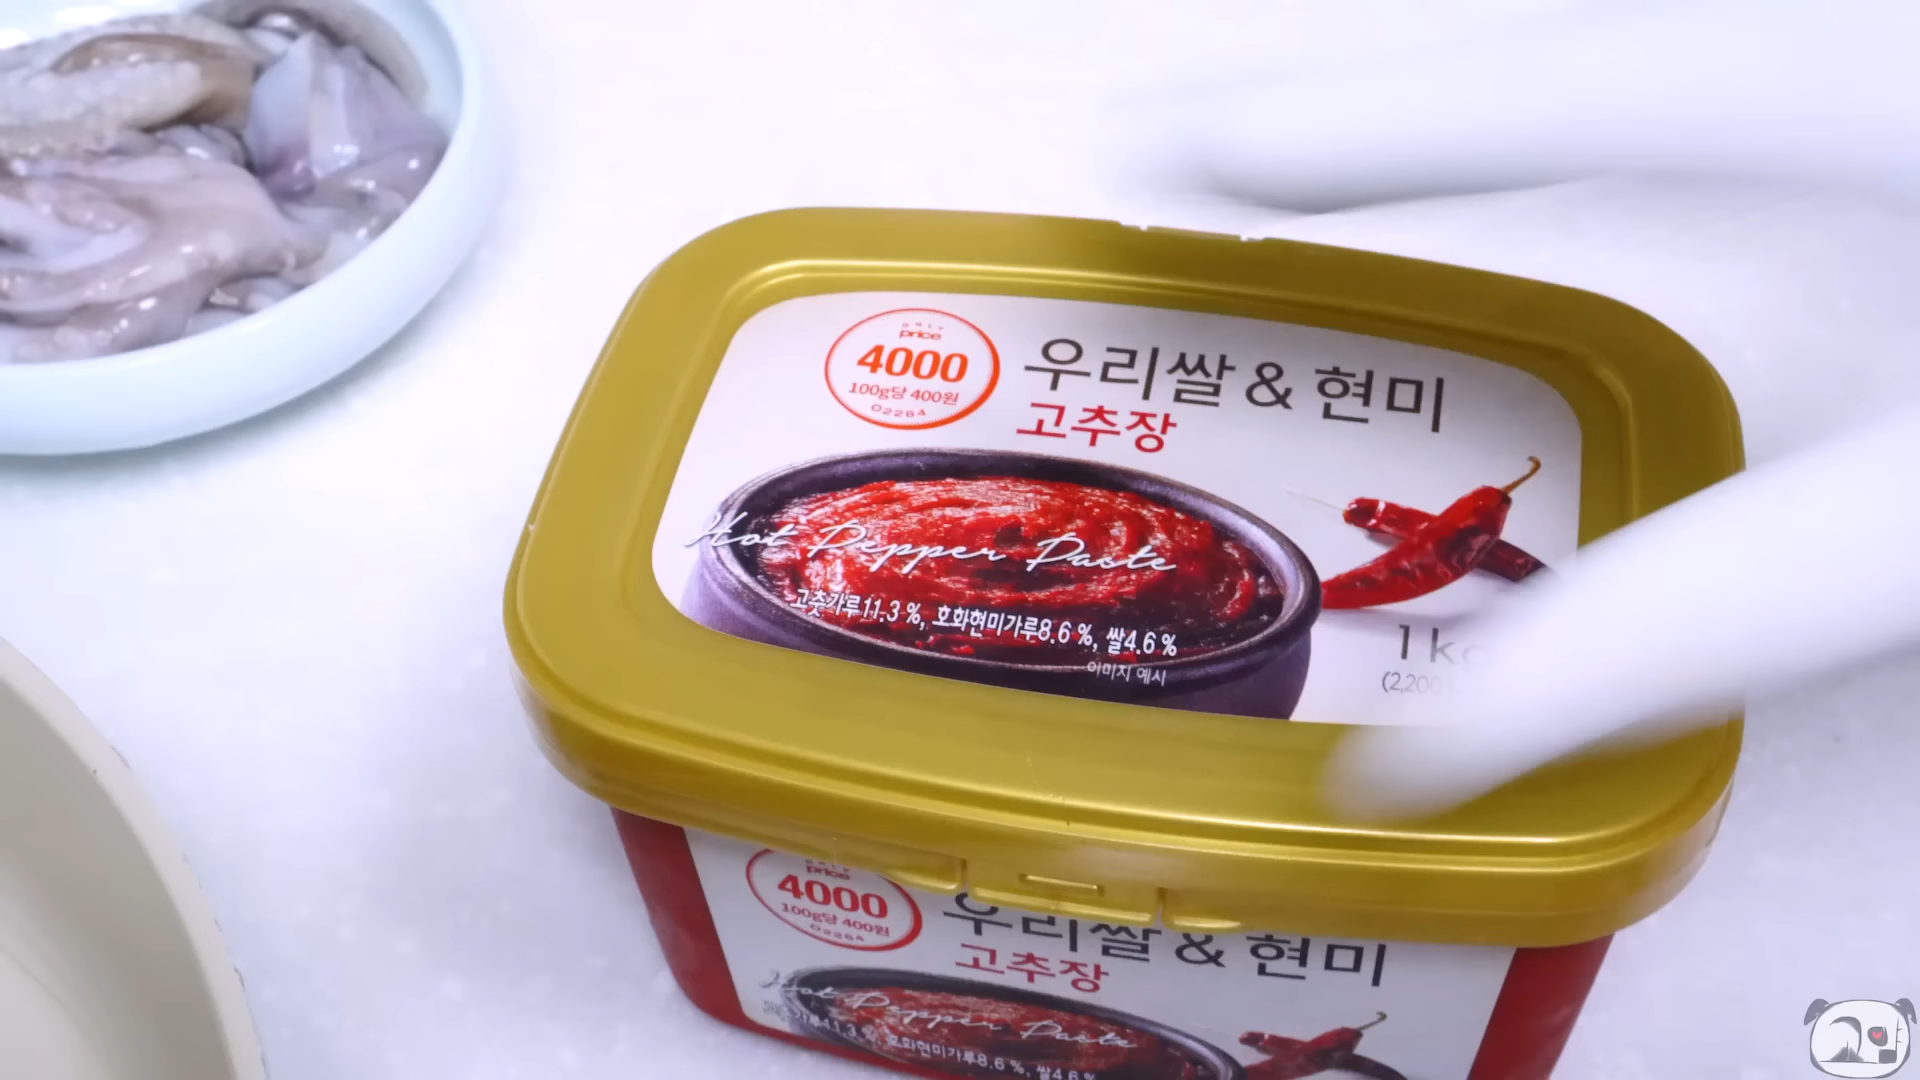 ONLY
price
4000
100g당 400원
02264
우리쌀 & 현미
고추장
Hot Pepper Paste
고춧가루11.3 %, 호화현미가루8.6 %, 쌀4.6 %
이미지 예시
price
4000
100g당 400원
02264
우리쌀 & 현미
고추장
Hot Pepper Paste
호화현미가루8.6 %, 쌀4.6 %